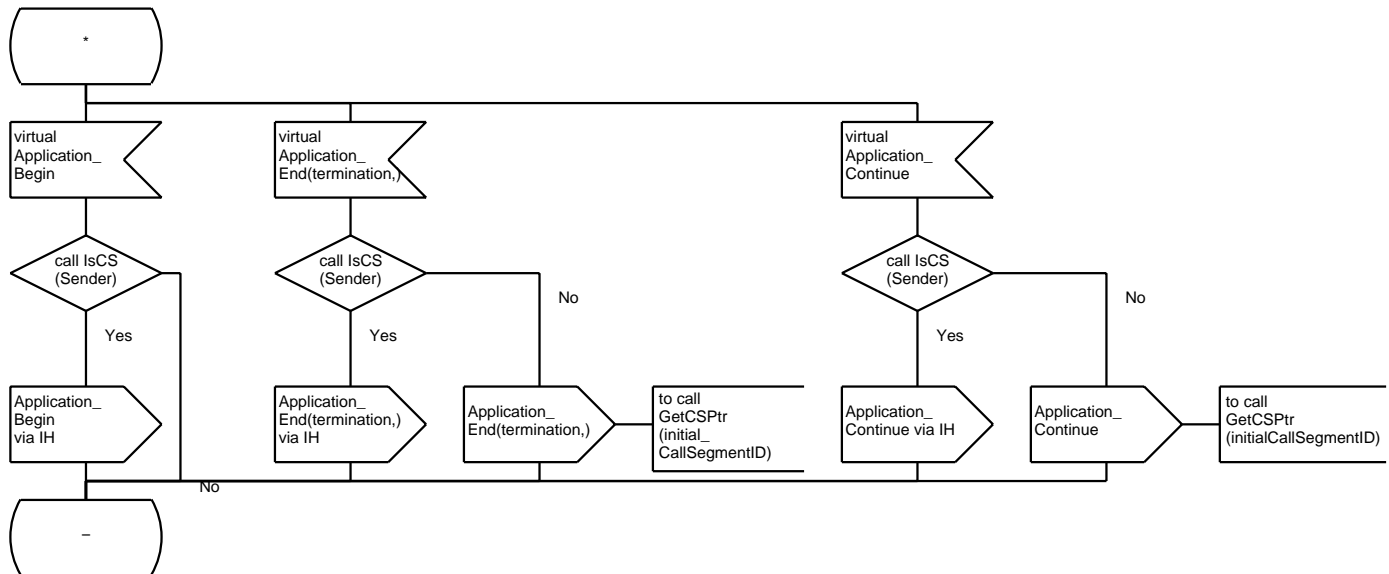 *
virtual
Application_
Begin
virtual
Application_
End(termination,)
virtual
Application_
Continue
call IsCS
(Sender)
call IsCS
(Sender)
call IsCS
(Sender)
No
No
Yes
Yes
Yes
Application_
Begin
via IH
Application_
End(termination,)
via IH
Application_
End(termination,)
to call
GetCSPtr
(initial_
CallSegmentID)
Application_
Continue via IH
Application_
Continue
to call
GetCSPtr
(initialCallSegmentID)
No
–